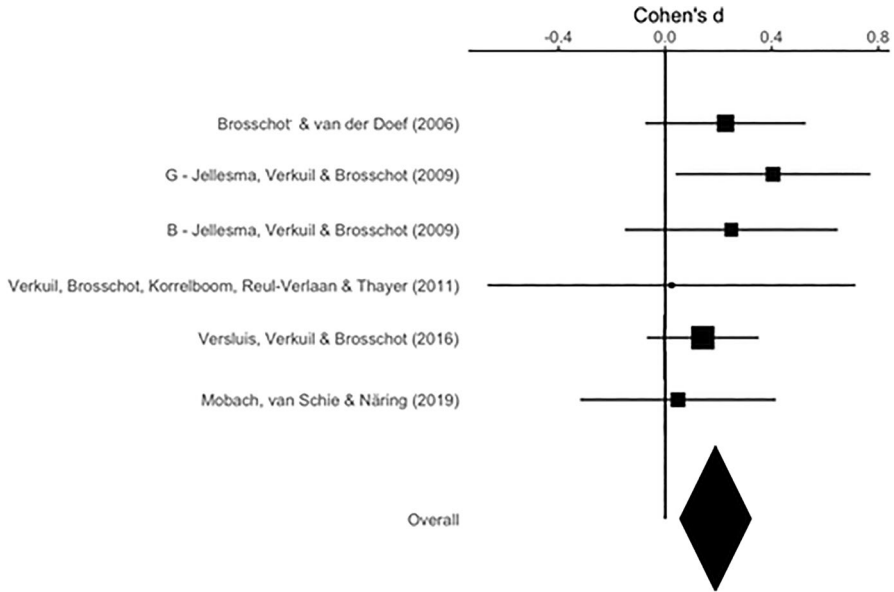 Cohen's d
-0.4 0.0 0.4 0.8
Brosschot & van der Doef (2006)
G - Jellesma, Verkuil & Brosschot (2009)
B - Jellesma, Verkuil & Brosschot (2009)
Verkuil, Brosschot, Korrelboom, Reul-Verlaan & Thayer (2011)
Versluis, Verkuil & Brosschot (2016)
Mobach, van Schie & Näring (2019)
Overall